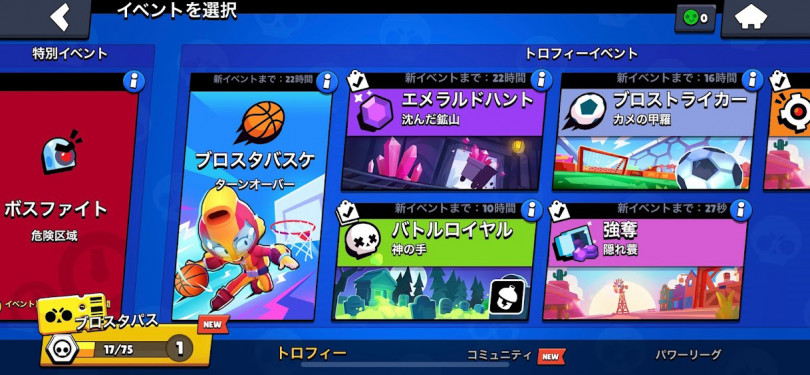 イベントを選択
0
特別イベント
トロフィーイベント
ボスファイト
危険区域
新イベントまで：22時間
ブロスタバスケ
ターンオーバー
新イベントまで：22時間
エメラルドハント
沈んだ鉱山
新イベントまで：16時間
ブロストライカー
カメの甲羅
新イベントまで：10時間
バトルロイヤル
神の手
新イベントまで：27秒
強奪
隠れ蓑
ブロスタパス
17/75
1
NEW
トロフィー
コミュニティ
NEW
パワーリーグ